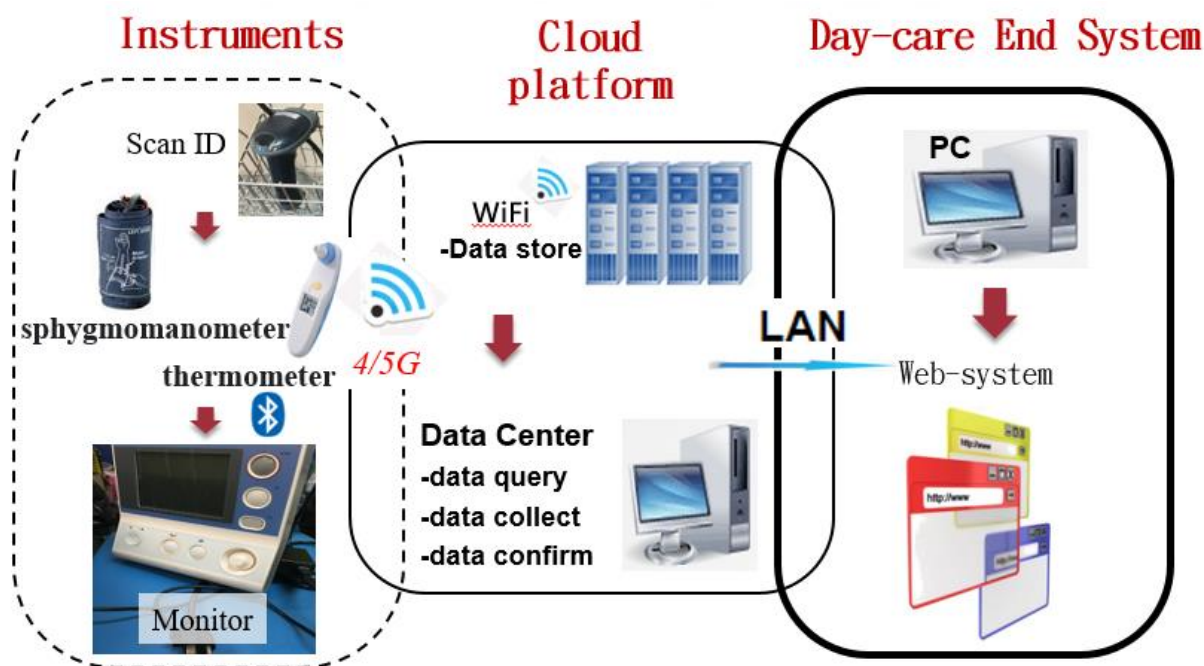 Instruments
Cloud
platform
Day-care End System
Scan ID
sphygmomanometer
thermometer
4/5G
Monitor
WiFi
-Data store
Data Center
-data query
-data collect
-data confirm
LAN
PC
Web-system
http://www
http://www